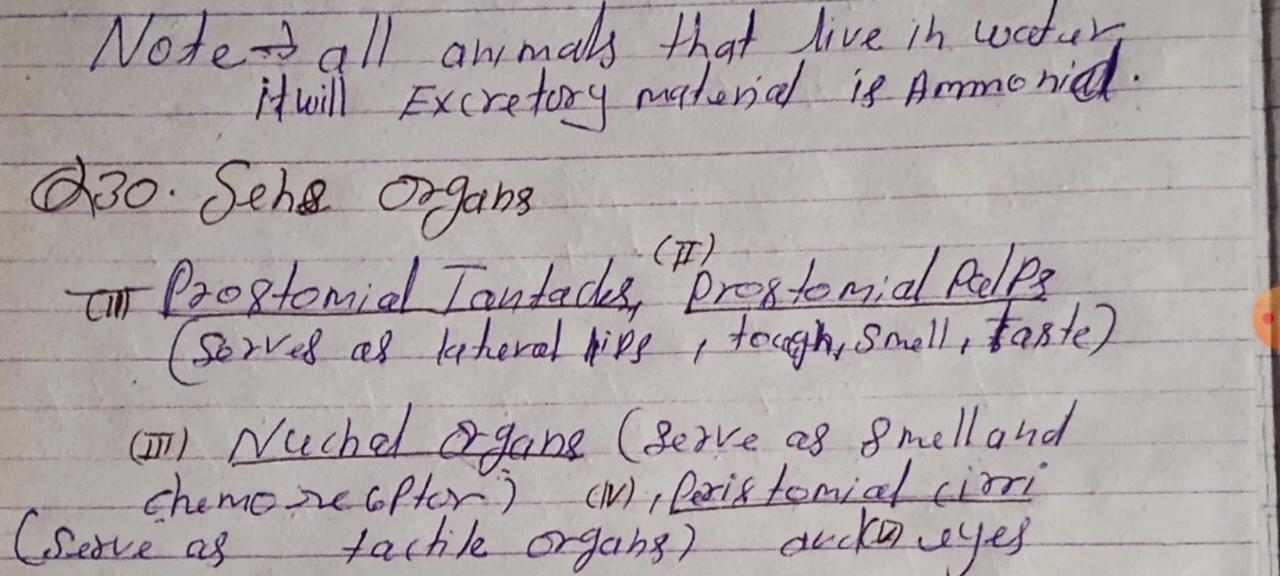 Note → all animals that live in water,
it will Excretory material is Ammonial.
Q30. Sens Organs
(I) Prostomial Tantacles, (II) Prostomial Palps
(Serves as lateral lips, tough, smell, taste)
(III) Nuchal Organs (serve as smell and
chemoreceptor) (IV), Peristomial cirri
(Serve as tactile organs) and (V) eyes